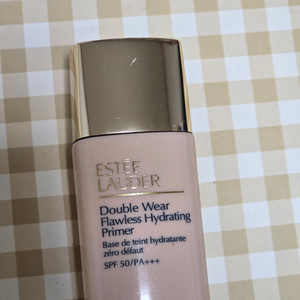 ESTĒE
LAUDER
Double Wear
Flawless Hydrating
Primer
Base de teint hydratante
zéro défaut
SPF 50/PA+++